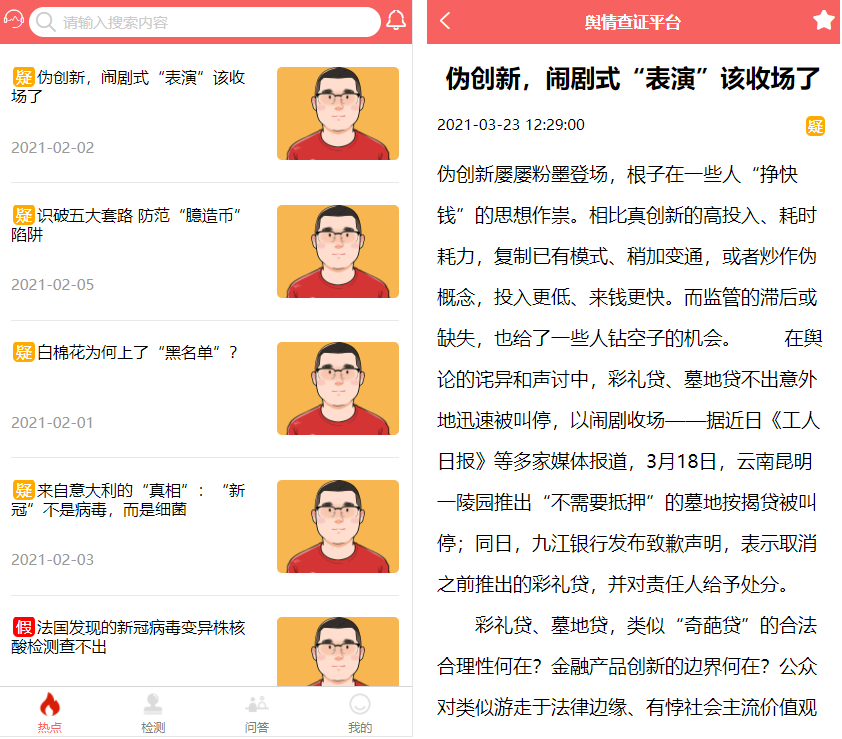 请输入搜索内容
疑 伪创新，闹剧式“表演”该收
场了
2021-02-02
疑 识破五大套路 防范“臆造币”
陷阱
2021-02-05
疑 白棉花为何上了“黑名单”？
2021-02-01
疑 来自意大利的“真相”：“新
冠”不是病毒，而是细菌
2021-02-03
假 法国发现的新冠病毒变异株核
酸检测查不出
热点
检测
问答
我的
舆情查证平台
伪创新，闹剧式“表演”该收场了
2021-03-23 12:29:00
疑
伪创新屡屡粉墨登场，根子在一些人“挣快
钱”的思想作祟。相比真创新的高投入、耗时
耗力，复制已有模式、稍加变通，或者炒作伪
概念，投入更低、来钱更快。而监管的滞后或
缺失，也给了一些人钻空子的机会。 在舆
论的诧异和声讨中，彩礼贷、墓地贷不出意外
地迅速被叫停，以闹剧收场——据近日《工人
日报》等多家媒体报道，3月18日，云南昆明
一陵园推出“不需要抵押”的墓地按揭贷被叫
停；同日，九江银行发布致歉声明，表示取消
之前推出的彩礼贷，并对责任人给予处分。
彩礼贷、墓地贷，类似“奇葩贷”的合法
合理性何在？金融产品创新的边界何在？公众
对类似游走于法律边缘、有悖社会主流价值观